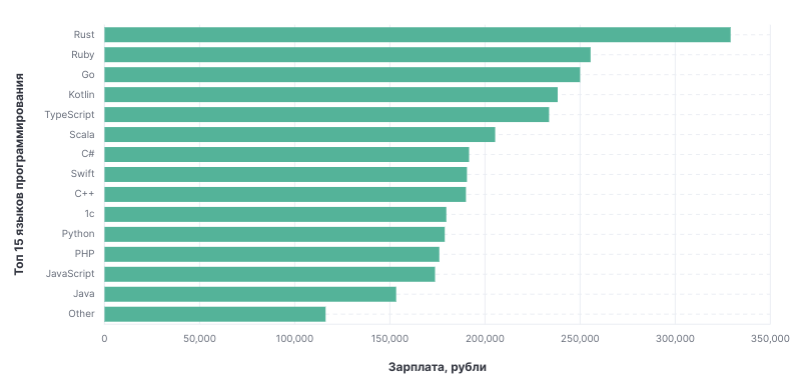 Топ 15 языков программирования
Rust
Ruby
Go
Kotlin
TypeScript
Scala
C#
Swift
C++
1c
Python
PHP
JavaScript
Java
Other
0 50,000 100,000 150,000 200,000 250,000 300,000 350,000
Зарплата, рубли